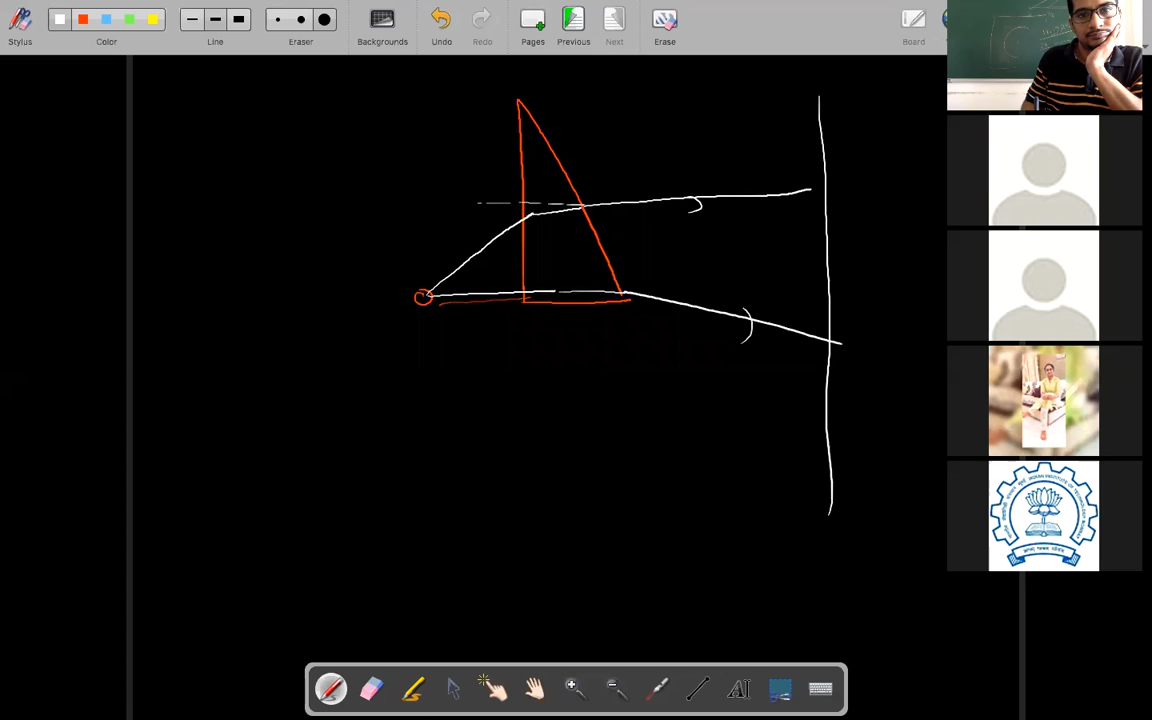 Stylus
Color
Line
Eraser
Backgrounds
Undo
Redo
Pages
Previous
Next
Erase
Board